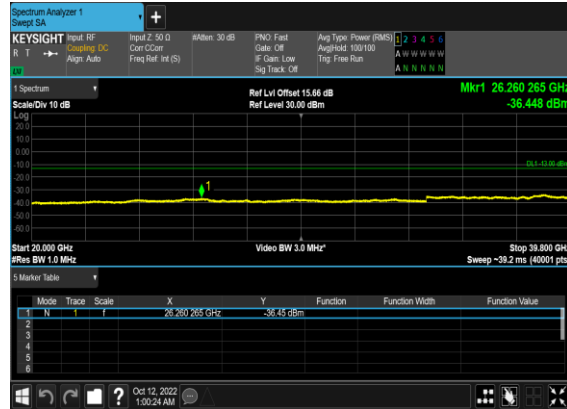 Spectrum Analyzer 1
Swept SA
+
KEYSIGHT Input: RF Input Z: 50 Ω #Atten: 30 dB PNO: Fast Avg Type: Power (RMS) 1 2 3 4 5 6
R T Coupling: DC Corr CCorr Gate: Off Avg|Hold: 100/100 A W W W W W
Align: Auto Freq Ref: Int (S) IF Gain: Low Trig: Free Run
Sig Track: Off A N N N N N
1 Spectrum Ref Lvl Offset 15.66 dB Mkr1 26.260 265 GHz
Scale/Div 10 dB Ref Level 30.00 dBm -36.448 dBm
Log
20.0
10.0
0.00
-10.0 DL1 -13.00 dBm
-20.0
-30.0 1
-40.0
-50.0
-60.0
Start 20.000 GHz Video BW 3.0 MHz* Stop 39.800 GHz
#Res BW 1.0 MHz Sweep ~39.2 ms (40001 pts)
5 Marker Table
Mode Trace Scale X Y Function Function Width Function Value
1 N 1 f 26.260 265 GHz -36.45 dBm
2
3
4
5
6
? Oct 12, 2022
1:00:24 AM